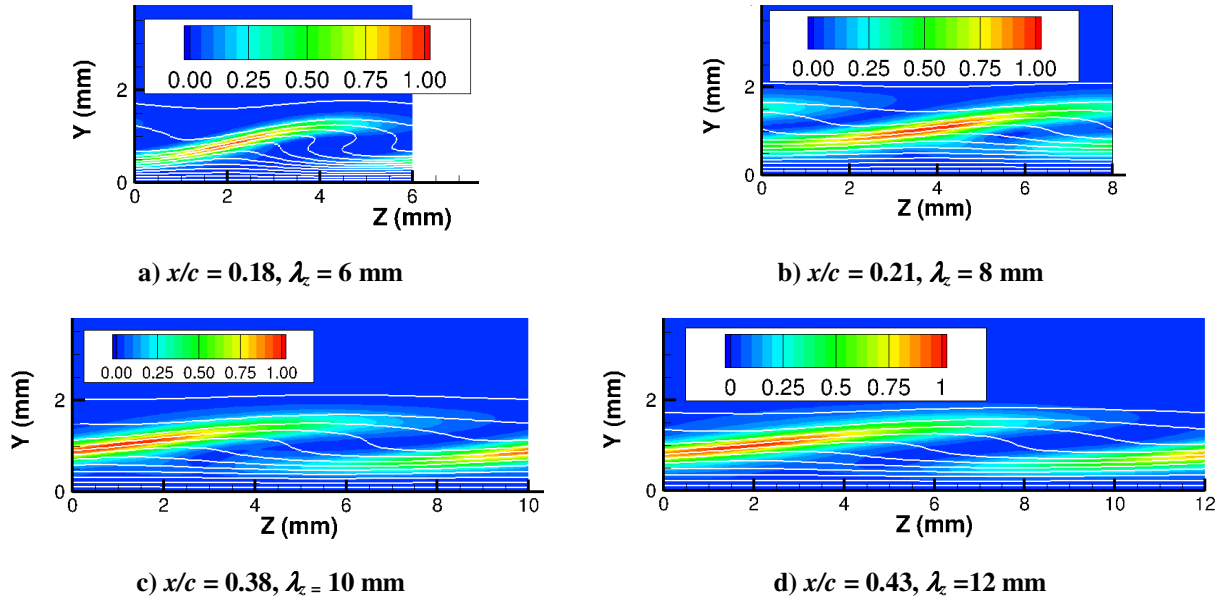 0.00 0.25 0.50 0.75 1.00
Y (mm)
2
0
0 2 4 6
Z (mm)
a) x/c = 0.18, λz = 6 mm
0.00 0.25 0.50 0.75 1.00
Y (mm)
2
0
0 2 4 6 8
Z (mm)
b) x/c = 0.21, λz = 8 mm
0.00 0.25 0.50 0.75 1.00
Y (mm)
2
0
0 2 4 6 8 10
Z (mm)
c) x/c = 0.38, λz = 10 mm
0 0.25 0.5 0.75 1
Y (mm)
2
0
0 2 4 6 8 10 12
Z (mm)
d) x/c = 0.43, λz =12 mm